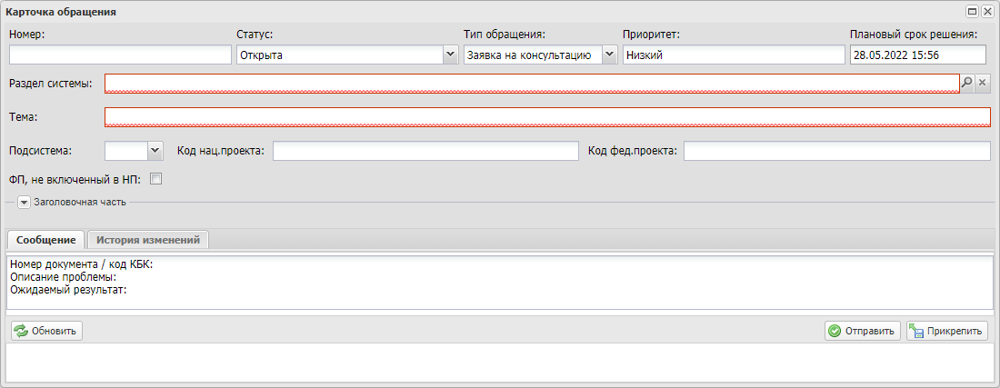 Карточка обращения
Номер: Статус: Тип обращения: Приоритет: Плановый срок решения:
Открыта Заявка на консультацию Низкий 28.05.2022 15:56
Раздел системы:
Тема:
Подсистема: Код нац.проекта: Код фед.проекта:
ФП, не включенный в НП:
Заголовочная часть
Сообщение История изменений
Номер документа / код КБК:
Описание проблемы:
Ожидаемый результат:
Обновить Отправить Прикрепить